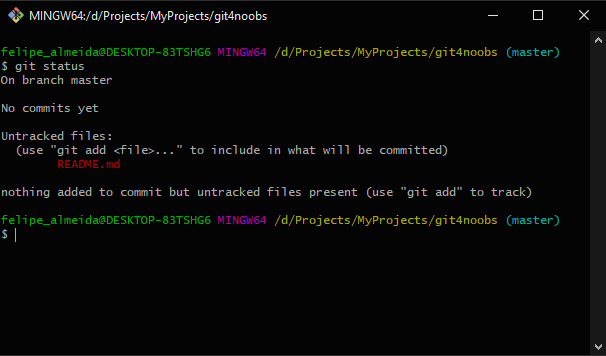 MINGW64:/d/Projects/MyProjects/git4noobs
felipe_almeida@DESKTOP-83TSHG6 MINGW64 /d/Projects/MyProjects/git4noobs (master)
$ git status
On branch master
No commits yet
Untracked files:
(use "git add <file>..." to include in what will be committed)
README.md
nothing added to commit but untracked files present (use "git add" to track)
felipe_almeida@DESKTOP-83TSHG6 MINGW64 /d/Projects/MyProjects/git4noobs (master)
$